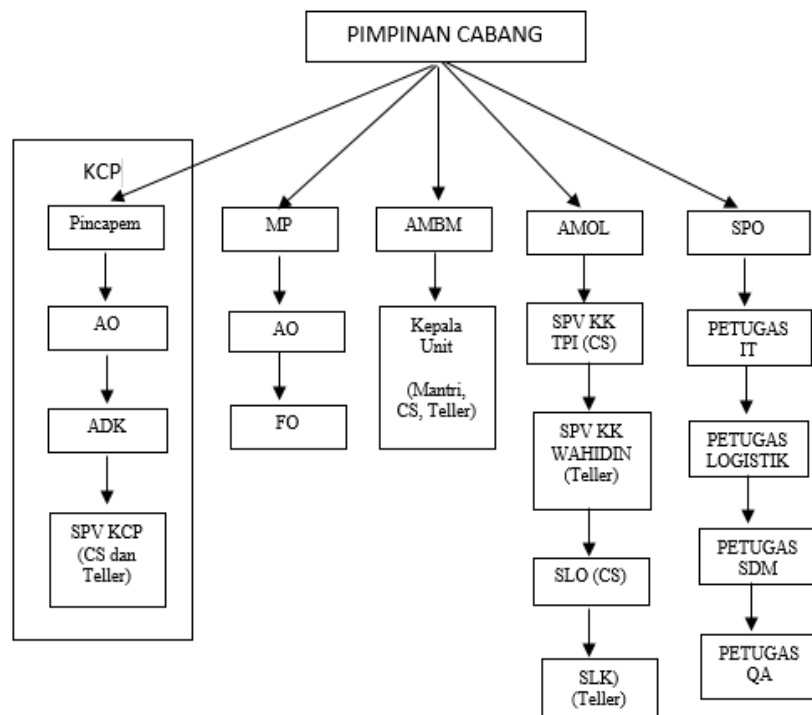 PIMPINAN CABANG
KCP
Pincapem
AO
ADK
SPV KCP
(CS dan
Teller)
MP
AO
FO
AMBM
Kepala
Unit
(Mantri,
CS, Teller)
AMOL
SPV KK
TPI (CS)
SPV KK
WAHIDIN
(Teller)
SLO (CS)
SLK)
(Teller)
SPO
PETUGAS
IT
PETUGAS
LOGISTIK
PETUGAS
SDM
PETUGAS
QA